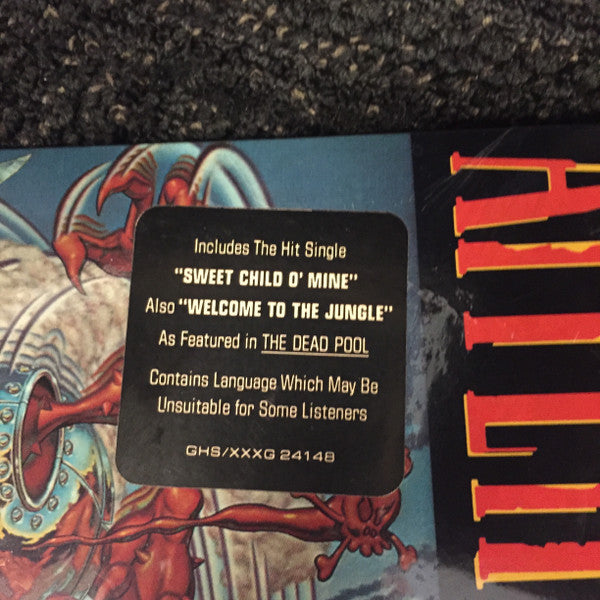 Includes The Hit Single
"SWEET CHILD O' MINE"
Also "WELCOME TO THE JUNGLE"
As Featured in THE DEAD POOL
Contains Language Which May Be
Unsuitable for Some Listeners
GHS/XXXG 24148